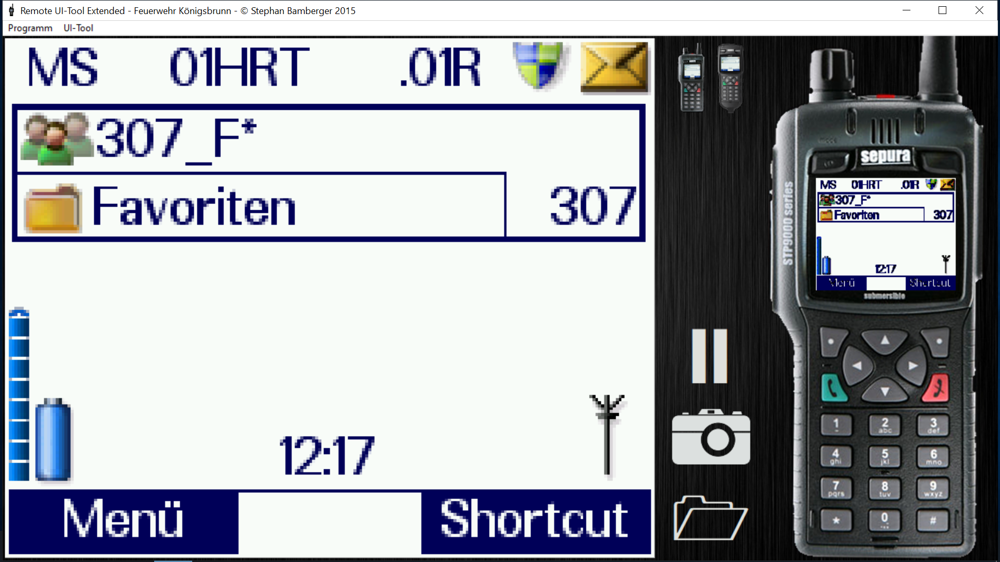 Remote UI-Tool Extended - Feuerwehr Königsbrunn - © Stephan Bamberger 2015
Programm UI-Tool
MS 01HRT .01R
307_F*
Favoriten 307
12:17
Menü Shortcut
sepura
STP9000 series
MS 01HRT .01R
307_F*
Favoriten 307
12:17
Menü Shortcut
submersible
1 2 abc 3 def
4 ghi 5 jkl 6 mno
7 pqrs 8 tuv 9 wxyz
* 0 #